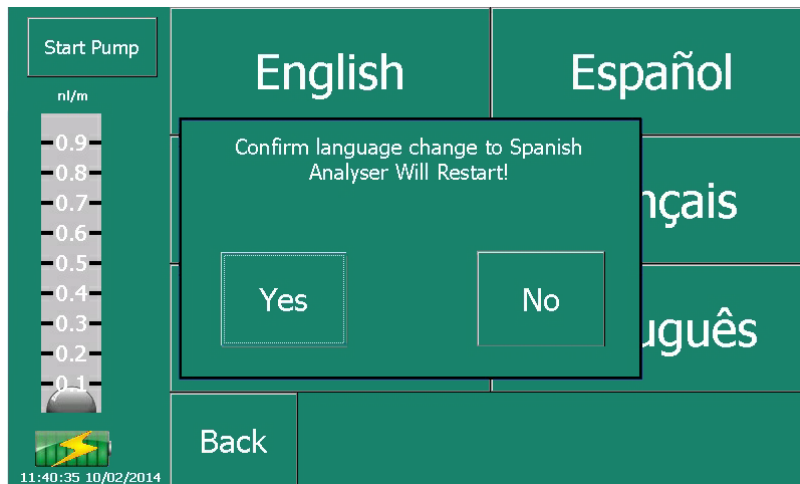 Start Pump
nl/m
0.9
0.8
0.7
0.6
0.5
0.4
0.3
0.2
0.1
11:40:35 10/02/2014
English
Español
Confirm language change to Spanish
Analyser Will Restart!
Yes
No
Back